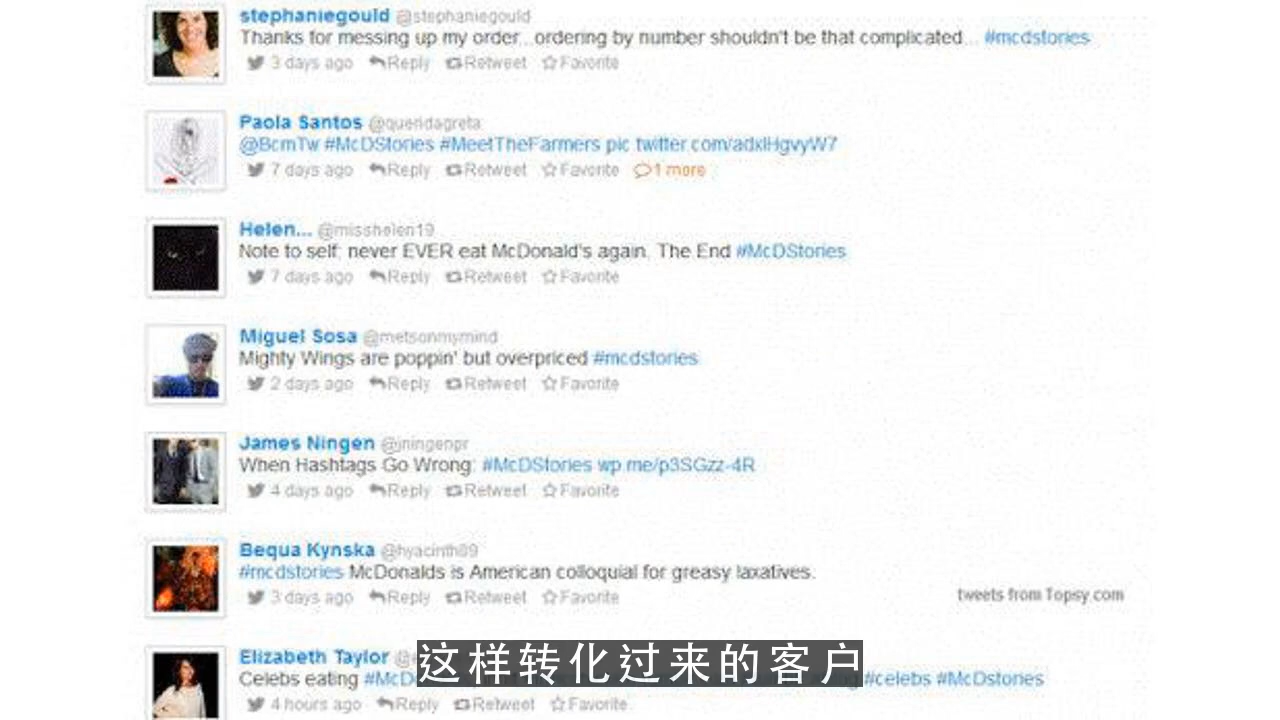 stephaniegould @stephaniegould
Thanks for messing up my order...ordering by number shouldn't be that complicated... #mcdstories
3 days ago Reply Retweet Favorite
Paola Santos @queridagreta
@BcmTw #McDStories #MeetTheFarmers pic twitter.com/adxlHgvyW7
7 days ago Reply Retweet Favorite 1 more
Helen... @misshelen19
Note to self; never EVER eat McDonald's again. The End #McDStories
7 days ago Reply Retweet Favorite
Miguel Sosa @metsonmymind
Mighty Wings are poppin' but overpriced #mcdstories
2 days ago Reply Retweet Favorite
James Ningen @jningenpr
When Hashtags Go Wrong: #McDStories wp.me/p3SGzz-4R
4 days ago Reply Retweet Favorite
Bequa Kynska @hyacinth89
#mcdstories McDonalds is American colloquial for greasy laxatives.
3 days ago Reply Retweet Favorite
tweets from Topsy.com
Elizabeth Taylor
Celebs eating #celebs #McDstories
4 hours ago Reply Retweet Favorite
这样转化过来的客户